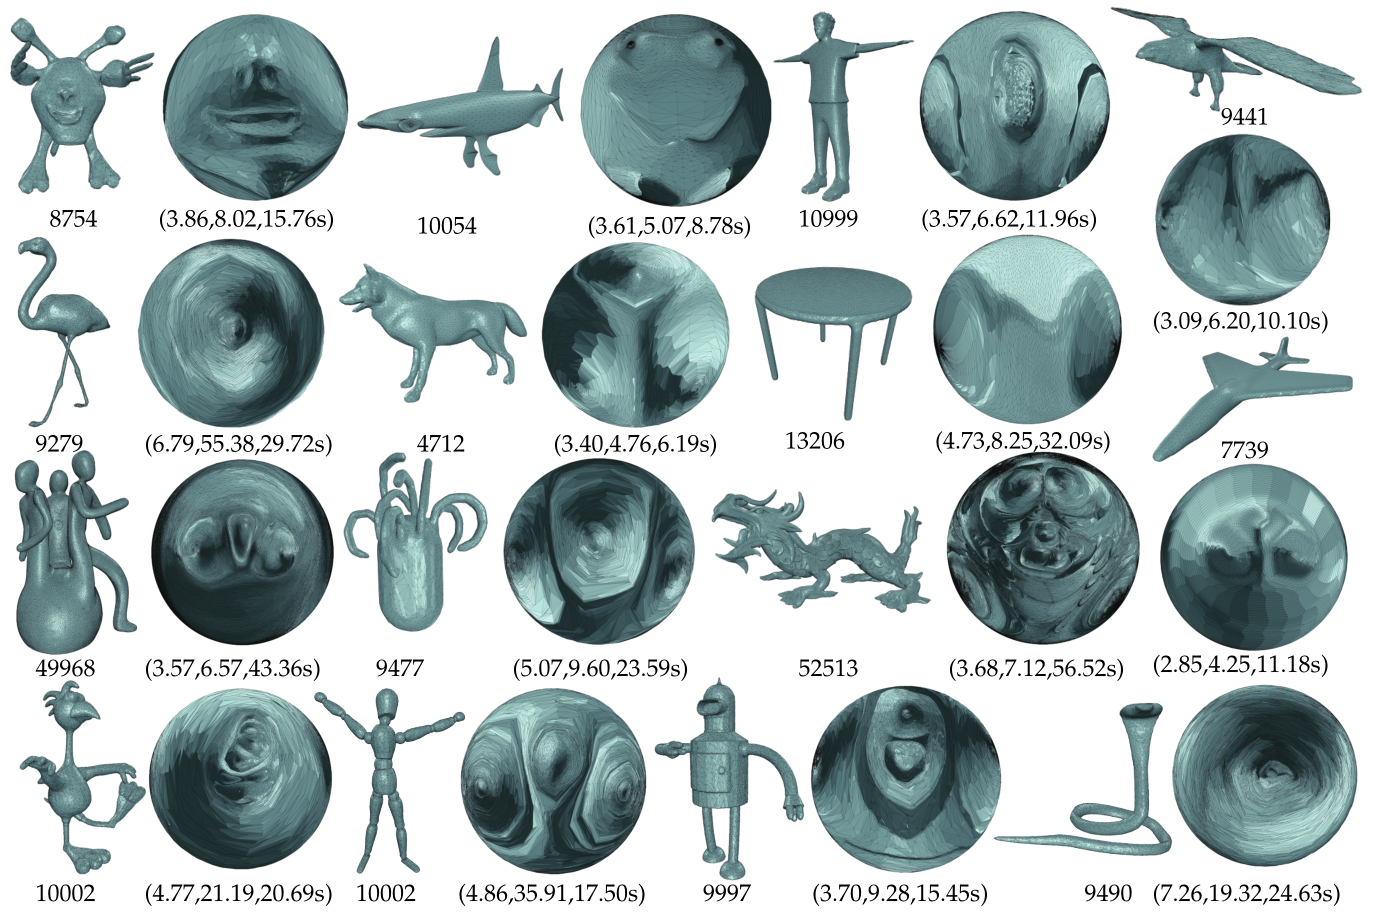 9441
8754
(3.86,8.02,15.76s)
10054
(3.61,5.07,8.78s)
10999
(3.57,6.62,11.96s)
(3.09,6.20,10.10s)
9279
(6.79,55.38,29.72s)
4712
(3.40,4.76,6.19s)
13206
(4.73,8.25,32.09s)
7739
49968
(3.57,6.57,43.36s)
9477
(5.07,9.60,23.59s)
52513
(3.68,7.12,56.52s)
(2.85,4.25,11.18s)
10002
(4.77,21.19,20.69s)
10002
(4.86,35.91,17.50s)
9997
(3.70,9.28,15.45s)
9490
(7.26,19.32,24.63s)